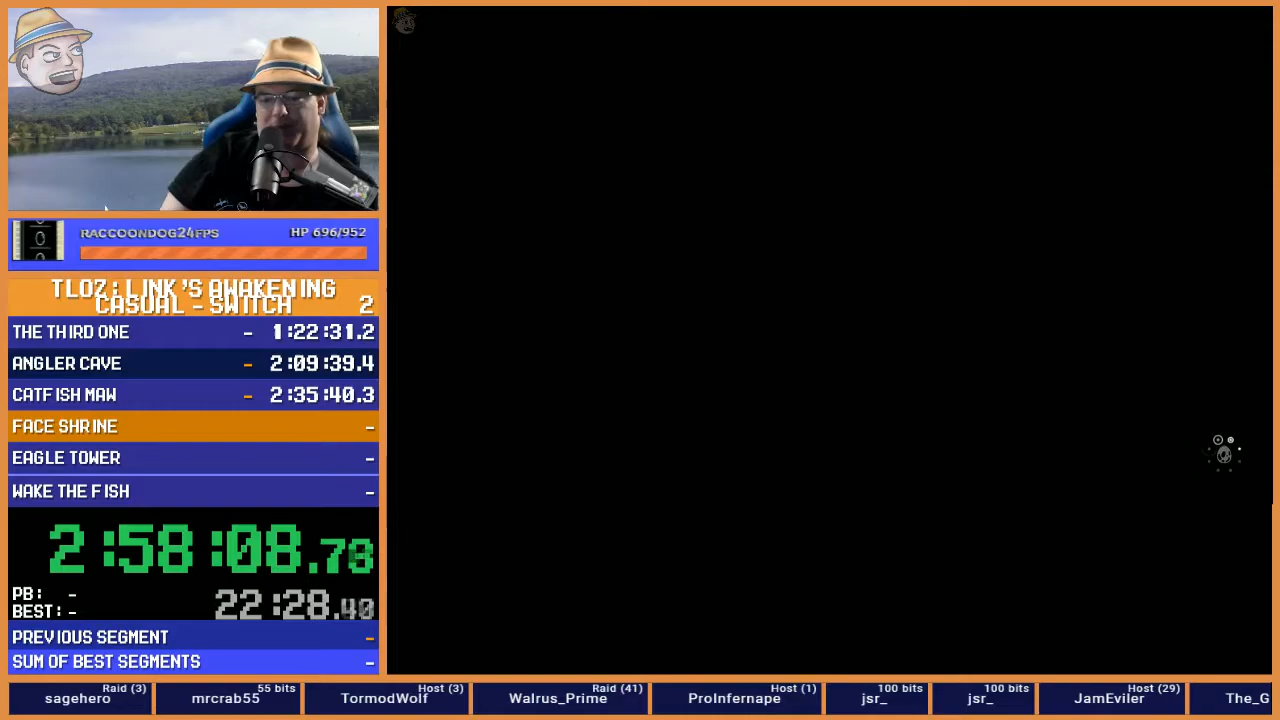 RACCOONDOG24FPS HP 696/952
TLOZ: LINK'S AWAKENING
CASUAL - SWITCH 2
THE THIRD ONE - 1:22:31.2
ANGLER CAVE - 2:09:39.4
CATFISH MAW - 2:35:40.3
FACE SHRINE -
EAGLE TOWER -
WAKE THE FISH -
2:58:08.78
PB: -
BEST: - 22:28.40
PREVIOUS SEGMENT -
SUM OF BEST SEGMENTS -
Raid (3) 55 bits Host (3) Raid (41) Host (1) 100 bits 100 bits Host (29)
sagehero mrcrab55 TormodWolf Walrus_Prime ProInfernape jsr_ jsr_ JamEviler The_G